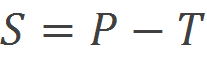 S = P − T